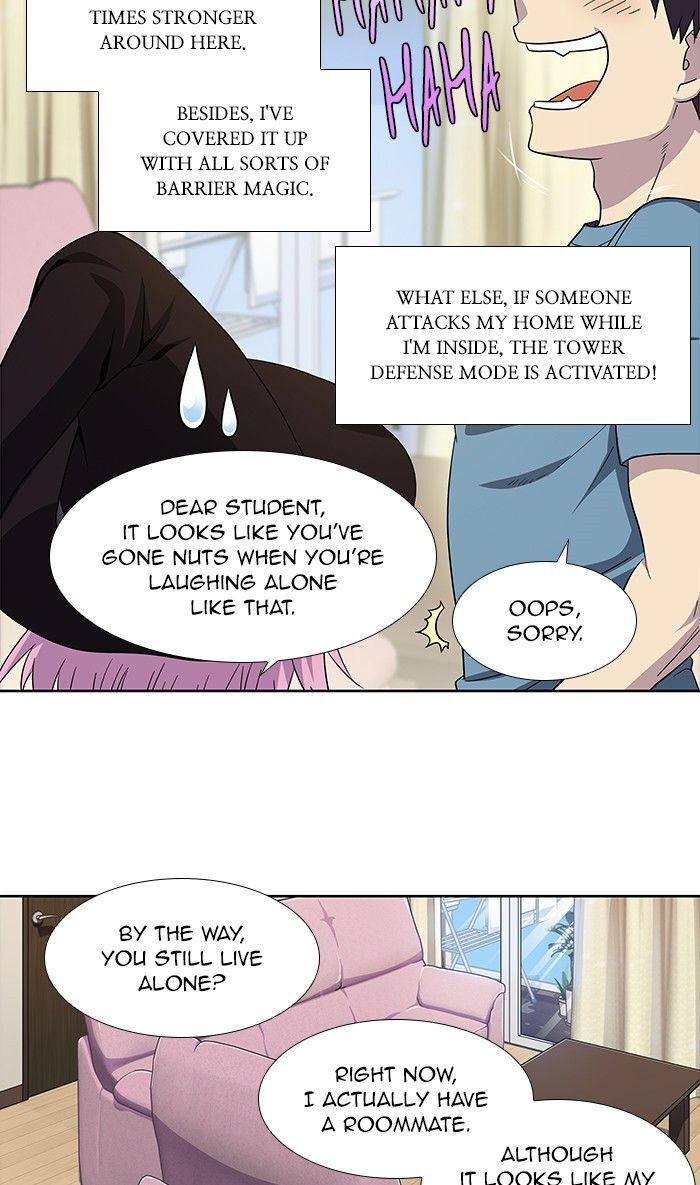 TIMES STRONGER
AROUND HERE.
HAHAHA
HAHA
BESIDES, I'VE
COVERED IT UP
WITH ALL SORTS OF
BARRIER MAGIC.
WHAT ELSE, IF SOMEONE
ATTACKS MY HOME WHILE
I'M INSIDE, THE TOWER
DEFENSE MODE IS ACTIVATED!
DEAR STUDENT,
IT LOOKS LIKE YOU'VE
GONE NUTS WHEN YOU'RE
LAUGHING ALONE
LIKE THAT.
OOPS,
SORRY.
BY THE WAY,
YOU STILL LIVE
ALONE?
RIGHT NOW,
I ACTUALLY HAVE
A ROOMMATE.
ALTHOUGH
IT LOOKS LIKE MY